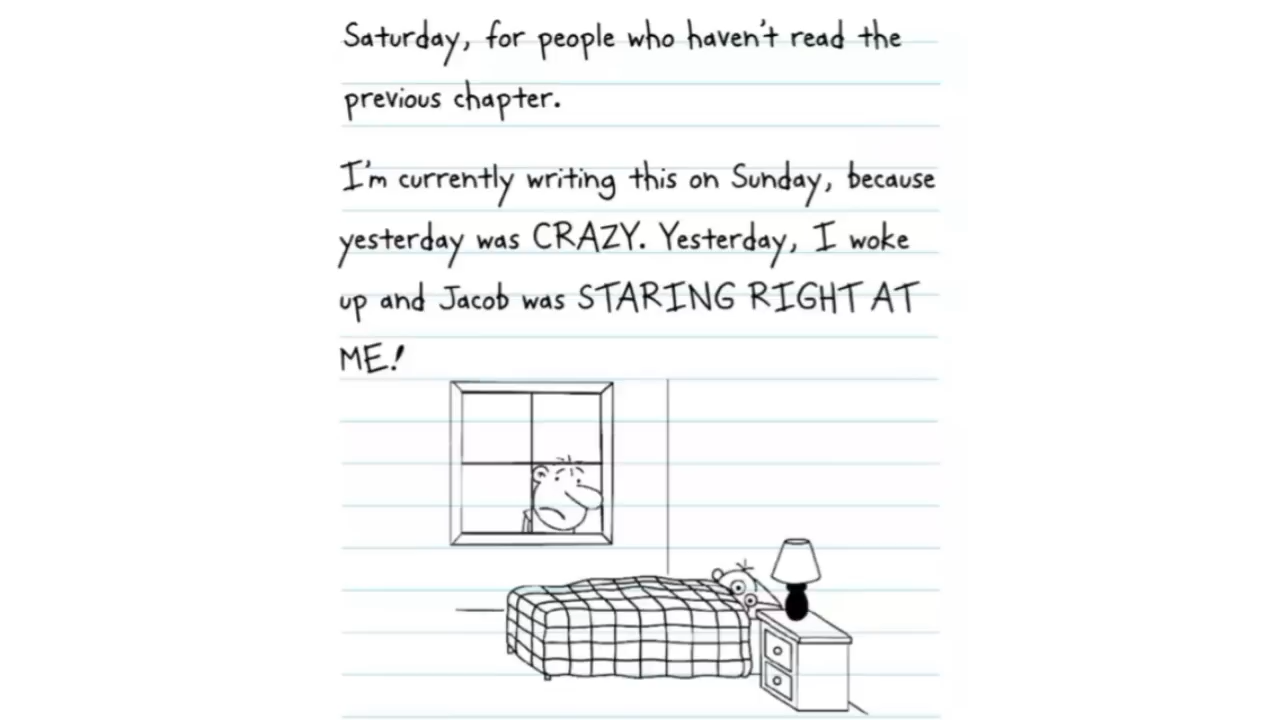 Saturday, for people who haven't read the
previous chapter.
I'm currently writing this on Sunday, because
yesterday was CRAZY. Yesterday, I woke
up and Jacob was STARING RIGHT AT
ME!